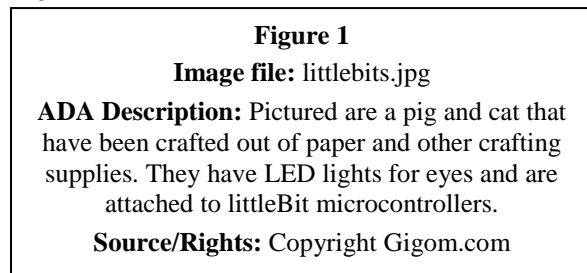 Figure 1
Image file: littlebits.jpg
ADA Description: Pictured are a pig and cat that
have been crafted out of paper and other crafting
supplies. They have LED lights for eyes and are
attached to littleBit microcontrollers.
Source/Rights: Copyright Gigom.com